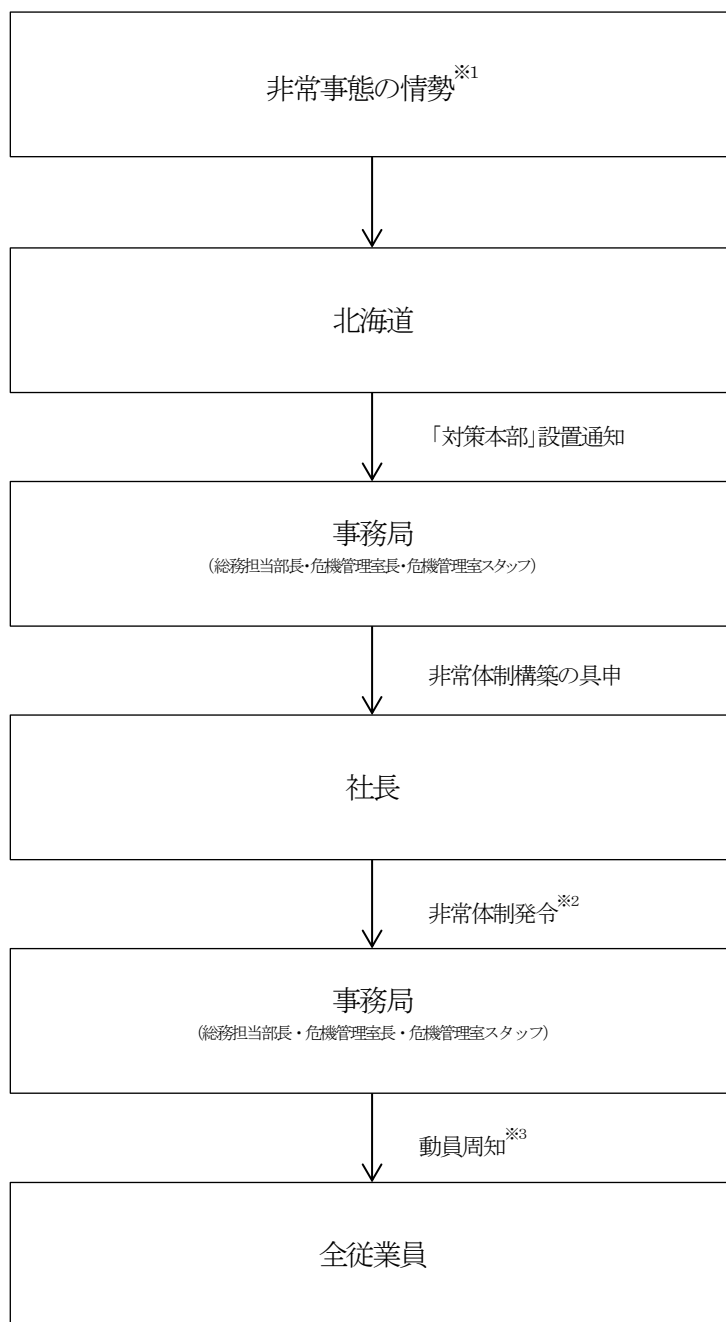 非常事態の情勢※1
北海道
「対策本部」設置通知
事務局
(総務担当部長・危機管理室長・危機管理室スタッフ)
非常体制構築の具申
社長
非常体制発令※2
事務局
(総務担当部長・危機管理室長・危機管理室スタッフ)
動員周知※3
全従業員